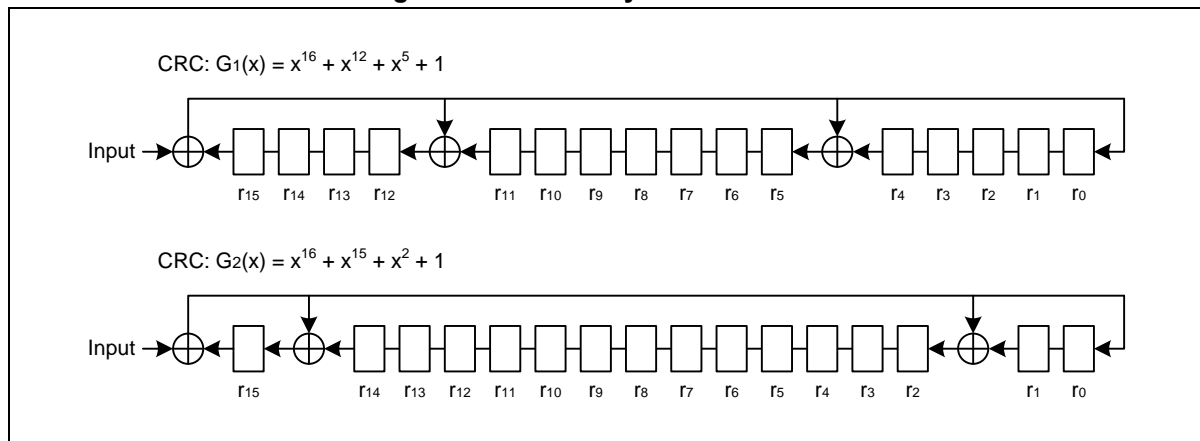 CRC: G1(x) = x16 + x12 + x5 + 1
Input
r15 r14 r13 r12 r11 r10 r9 r8 r7 r6 r5 r4 r3 r2 r1 r0
CRC: G2(x) = x16 + x15 + x2 + 1
Input
r15 r14 r13 r12 r11 r10 r9 r8 r7 r6 r5 r4 r3 r2 r1 r0